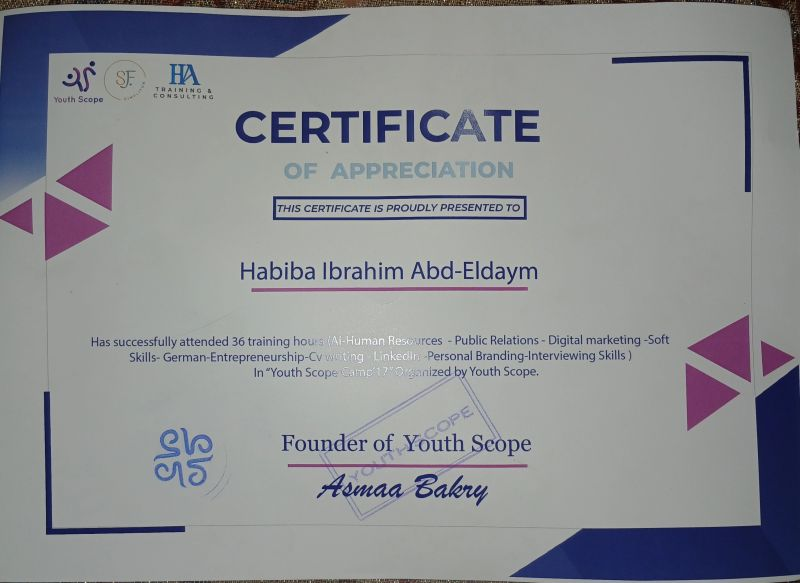 Youth Scope
SF
HA
TRAINING &
CONSULTING
CERTIFICATE
OF APPRECIATION
THIS CERTIFICATE IS PROUDLY PRESENTED TO
Habiba Ibrahim Abd-Eldaym
Has successfully attended 36 training hours (AI-Human Resources - Public Relations - Digital marketing -Soft
Skills- German-Entrepreneurship-Cv writing - LinkedIn -Personal Branding-Interviewing Skills )
In “Youth Scope Camp’17” Organized by Youth Scope.
Founder of Youth Scope
YOUTH SCOPE
Asmaa Bakry